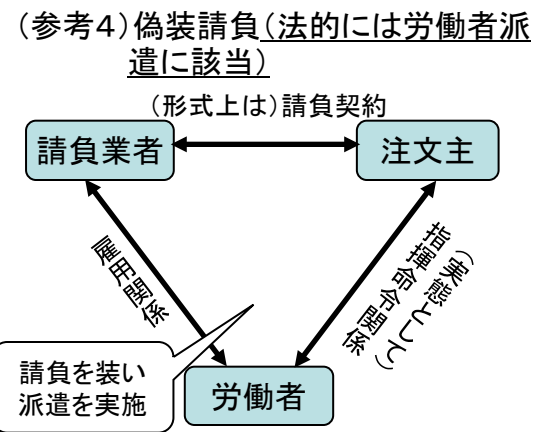 （参考４）偽装請負（法的には労働者派
遣に該当）
（形式上は）請負契約
請負業者
注文主
雇用関係
（実態として）
指揮命令関係
請負を装い
派遣を実施
労働者